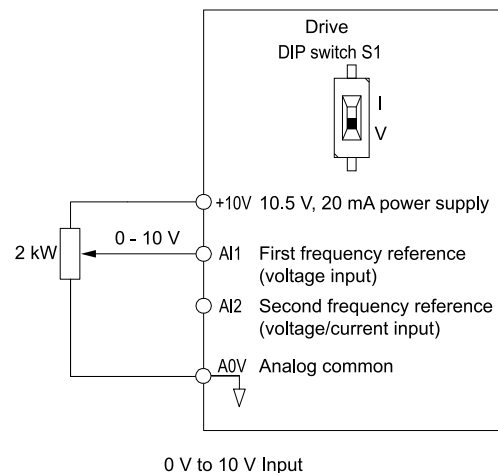 Drive
DIP switch S1
I
V
+10V 10.5 V, 20 mA power supply
2 kW
0 - 10 V
AI1 First frequency reference
(voltage input)
AI2 Second frequency reference
(voltage/current input)
A0V Analog common
0 V to 10 V Input